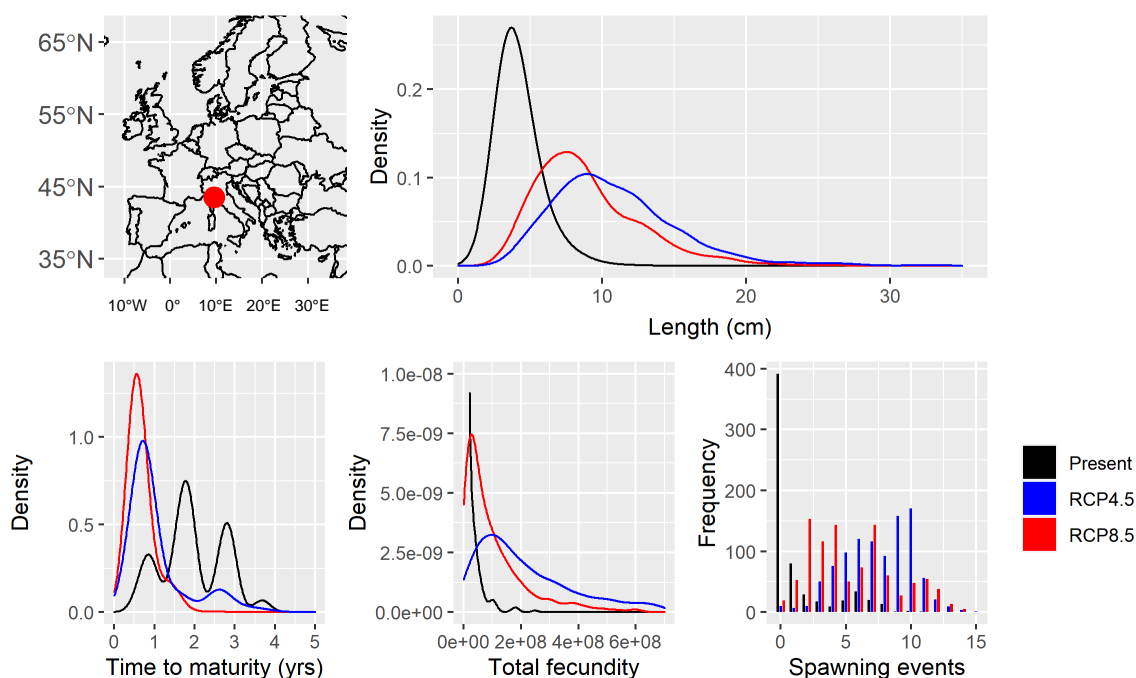 65°N
55°N
45°N
35°N
10°W 0° 10°E 20°E 30°E
Density
0.2
0.1
0.0
0 10 20 30
Length (cm)
Density
1.0
0.5
0.0
0 1 2 3 4 5
Time to maturity (yrs)
Density
1.0e-08
7.5e-09
5.0e-09
2.5e-09
0.0e+00
0e+00 2e+08 4e+08 6e+08
Total fecundity
Frequency
400
300
200
100
0
0 5 10 15
Spawning events
Present
RCP4.5
RCP8.5